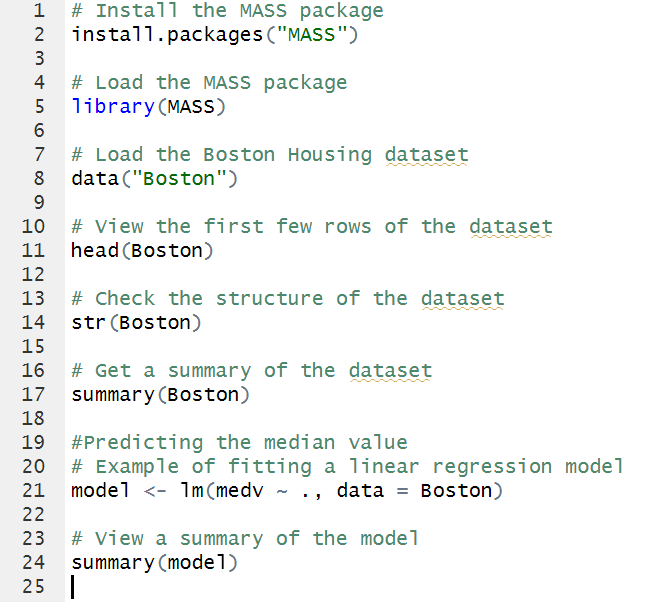 1 # Install the MASS package
2 install.packages("MASS")
3
4 # Load the MASS package
5 library(MASS)
6
7 # Load the Boston Housing dataset
8 data("Boston")
9
10 # View the first few rows of the dataset
11 head(Boston)
12
13 # Check the structure of the dataset
14 str(Boston)
15
16 # Get a summary of the dataset
17 summary(Boston)
18
19 #Predicting the median value
20 # Example of fitting a linear regression model
21 model <- lm(medv ~ ., data = Boston)
22
23 # View a summary of the model
24 summary(model)
25